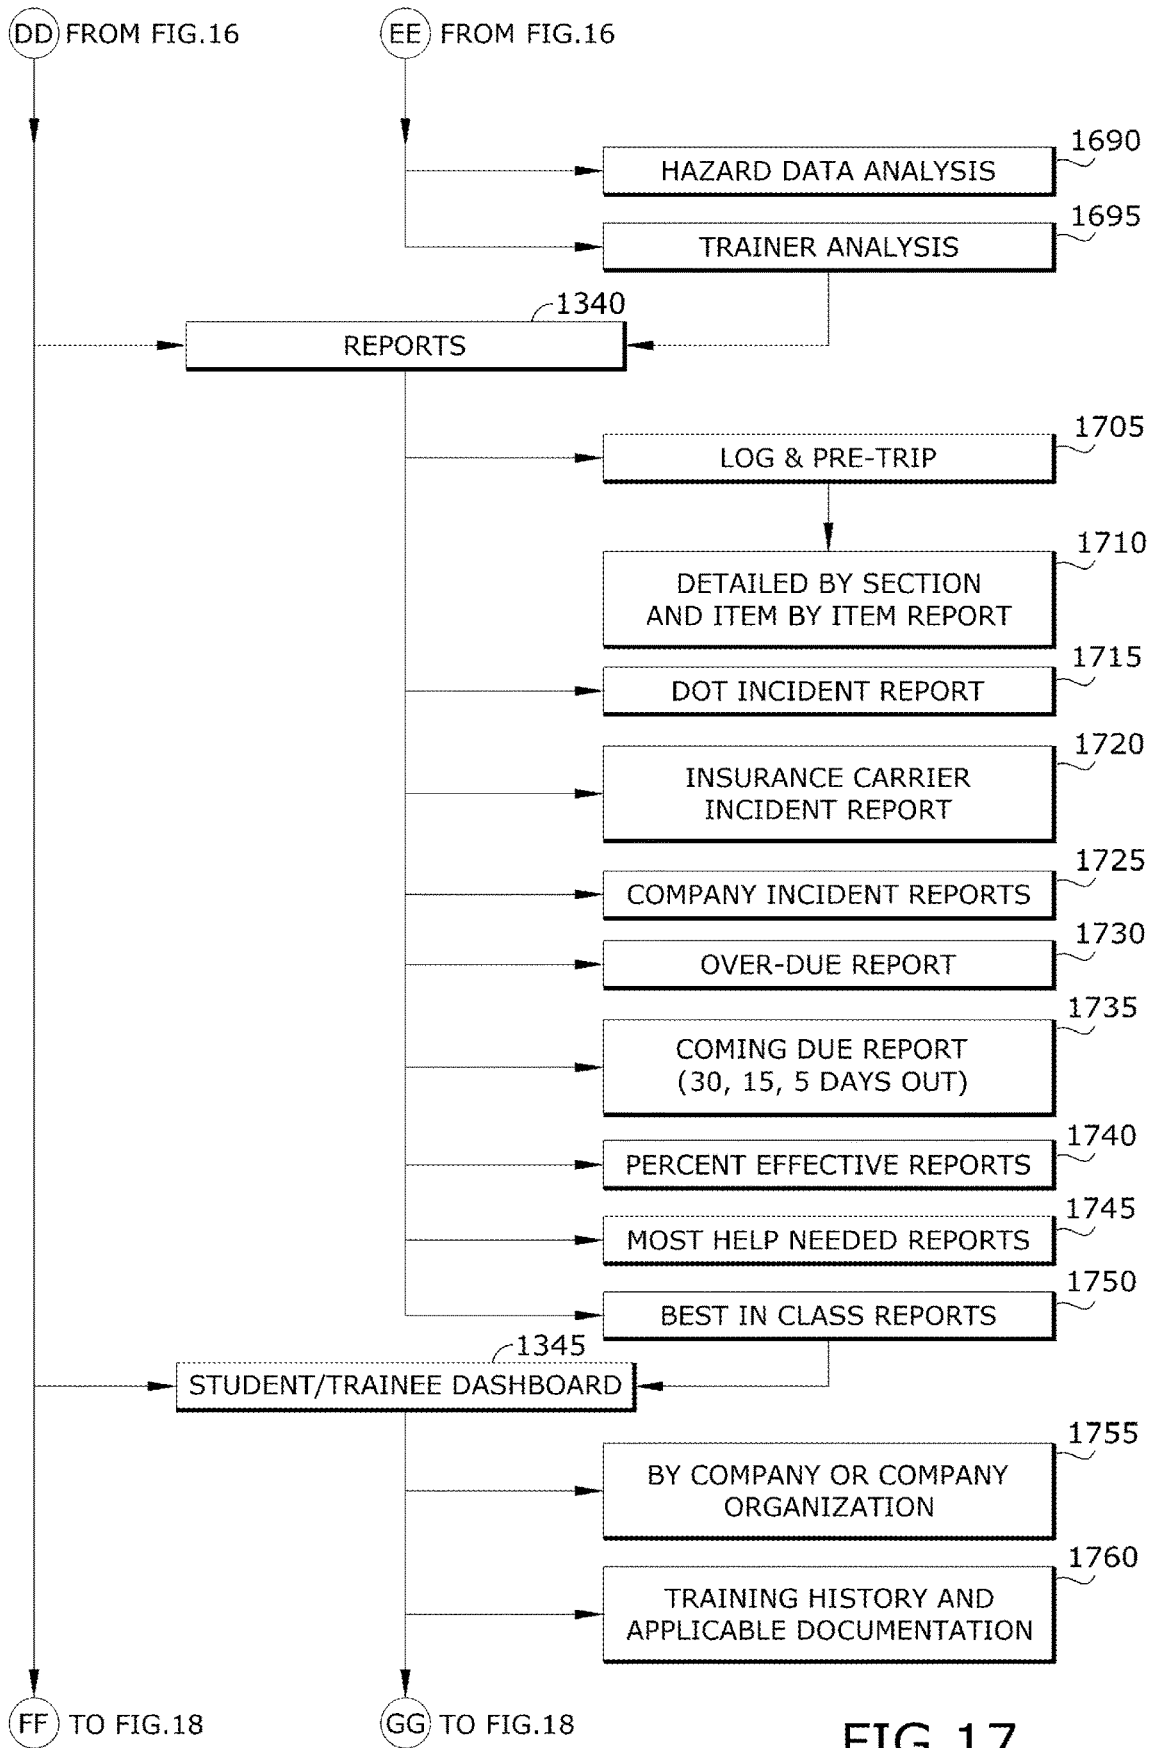 DD FROM FIG.16
EE FROM FIG.16
1690
HAZARD DATA ANALYSIS
1695
TRAINER ANALYSIS
1340
REPORTS
1705
LOG & PRE-TRIP
1710
DETAILED BY SECTION
AND ITEM BY ITEM REPORT
1715
DOT INCIDENT REPORT
1720
INSURANCE CARRIER
INCIDENT REPORT
1725
COMPANY INCIDENT REPORTS
1730
OVER-DUE REPORT
1735
COMING DUE REPORT
(30, 15, 5 DAYS OUT)
1740
PERCENT EFFECTIVE REPORTS
1745
MOST HELP NEEDED REPORTS
1750
BEST IN CLASS REPORTS
1345
STUDENT/TRAINEE DASHBOARD
1755
BY COMPANY OR COMPANY
ORGANIZATION
1760
TRAINING HISTORY AND
APPLICABLE DOCUMENTATION
FF TO FIG.18
GG TO FIG.18
FIG.17